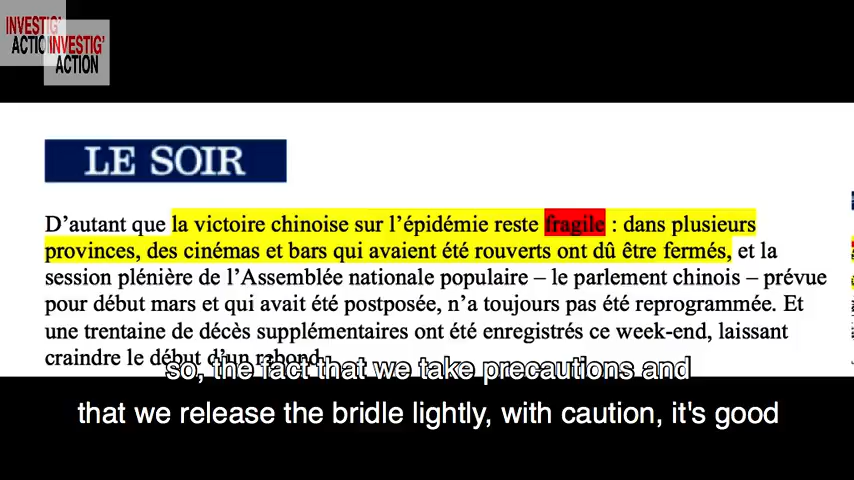 INVESTIG'
ACTION
INVESTIG'
ACTION
LE SOIR
D'autant que la victoire chinoise sur l'épidémie reste fragile : dans plusieurs
provinces, des cinémas et bars qui avaient été rouverts ont dû être fermés, et la
session plénière de l'Assemblée nationale populaire – le parlement chinois – prévue
pour début mars et qui avait été postposée, n'a toujours pas été reprogrammée. Et
une trentaine de décès supplémentaires ont été enregistrés ce week-end, laissant
craindre le début d'un rebond.
so, the fact that we take precautions and
that we release the bridle lightly, with caution, it's good